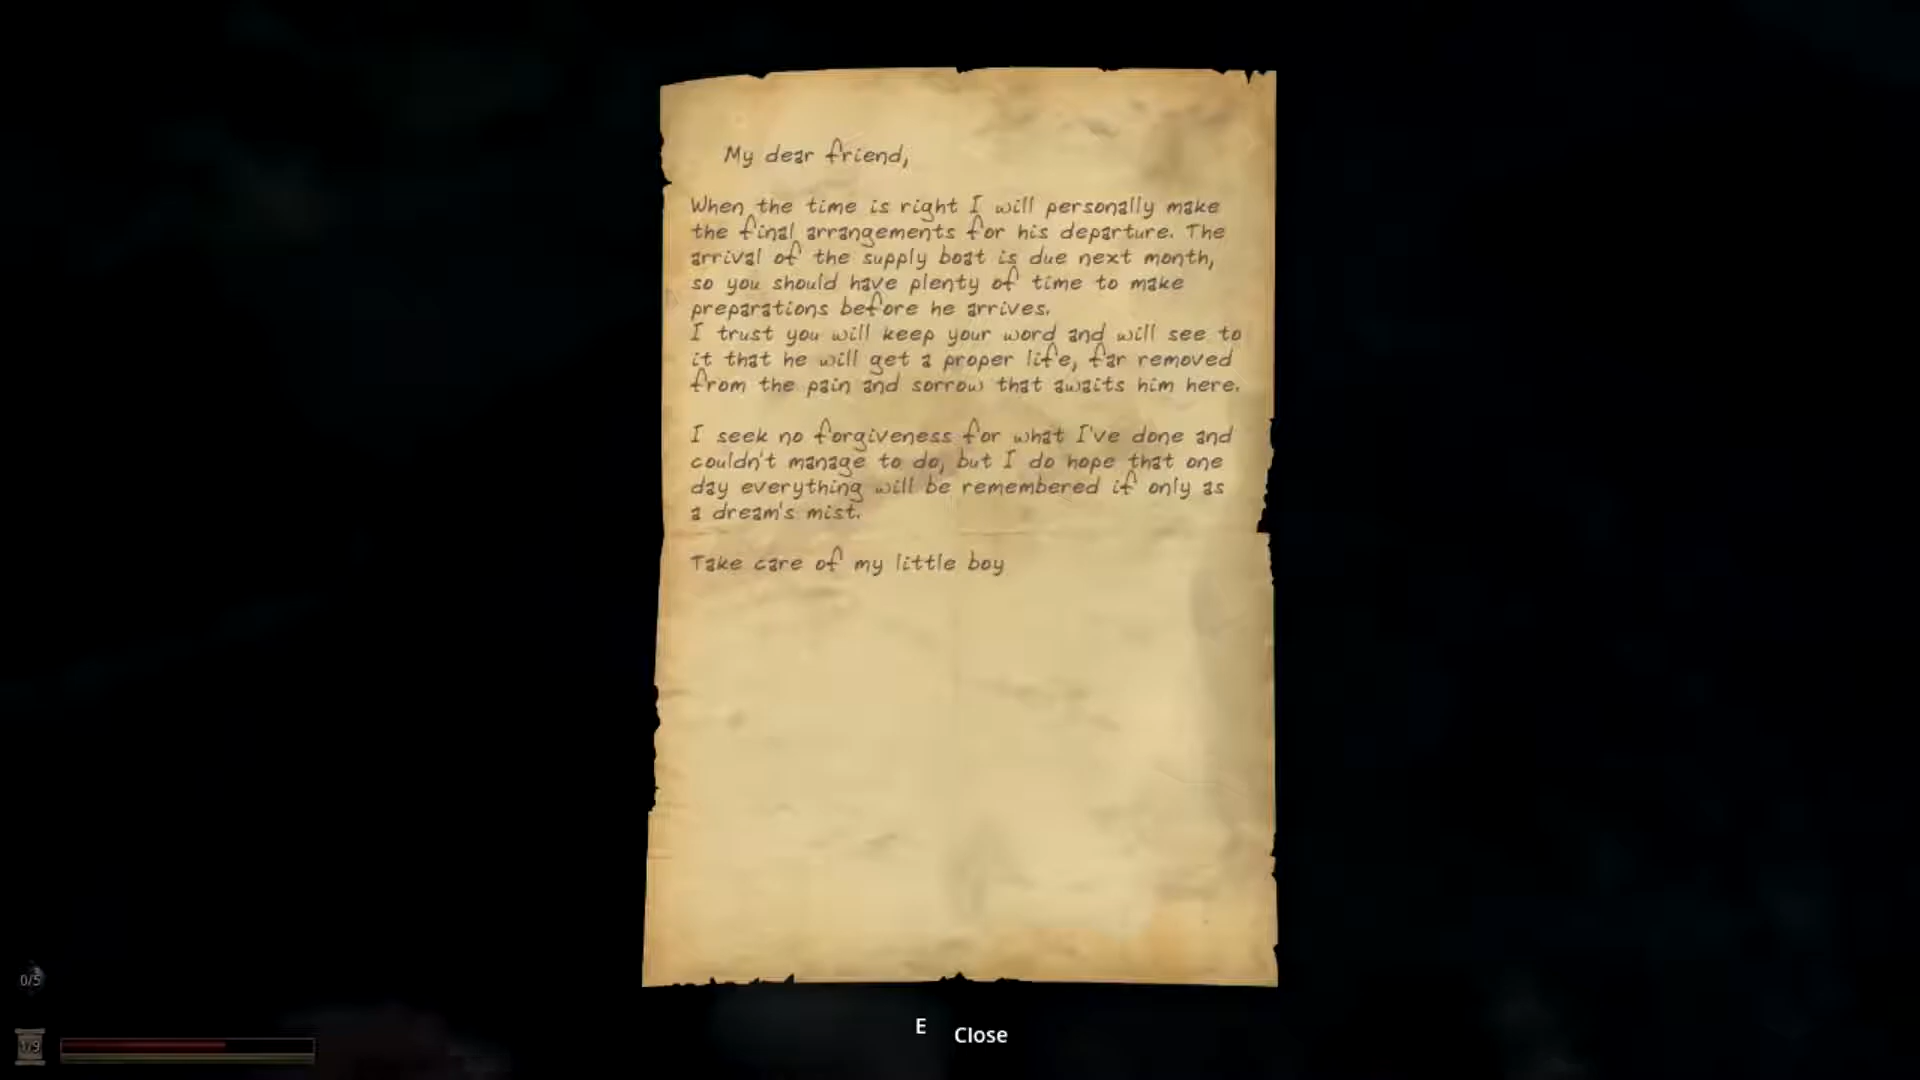 My dear friend,
When the time is right I will personally make
the final arrangements for his departure. The
arrival of the supply boat is due next month,
so you should have plenty of time to make
preparations before he arrives.
I trust you will keep your word and will see to
it that he will get a proper life, far removed
from the pain and sorrow that awaits him here.
I seek no forgiveness for what I've done and
couldn't manage to do, but I do hope that one
day everything will be remembered if only as
a dream's mist.
Take care of my little boy
0/5
1/9
E Close